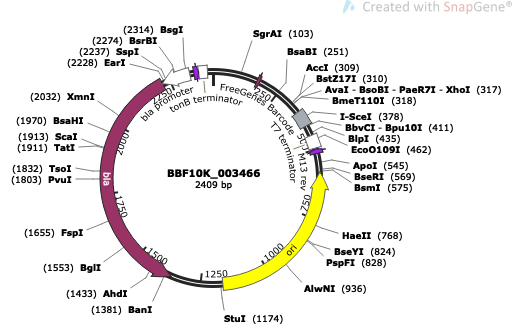 Created with SnapGene®
(2314) BsgI
(2274) BsrBI
(2237) SspI
(2228) EarI
(2032) XmnI
(1970) BsaHI
(1913) ScaI
(1911) TatI
(1832) TsoI
(1803) PvuI
(1655) FspI
(1553) BglI
(1433) AhdI
(1381) BanI
SgrAI (103)
BsaBI (251)
AccI (309)
BstZ17I (310)
AvaI - BsoBI - PaeR7I - XhoI (317)
BmeT110I (318)
I-SceI (378)
BbvCI - Bpu10I (411)
BlpI (435)
EcoO109I (462)
ApoI (545)
BseRI (569)
BsmI (575)
HaeII (768)
BseYI (824)
PspFI (828)
AlwNI (936)
StuI (1174)
BBF10K_003466
2409 bp
bla promoter
tonB terminator
FreeGenes Barcode
T7 terminator
M13 rev
bla
ori
250
750
1000
1250
1500
1750
2000
2250